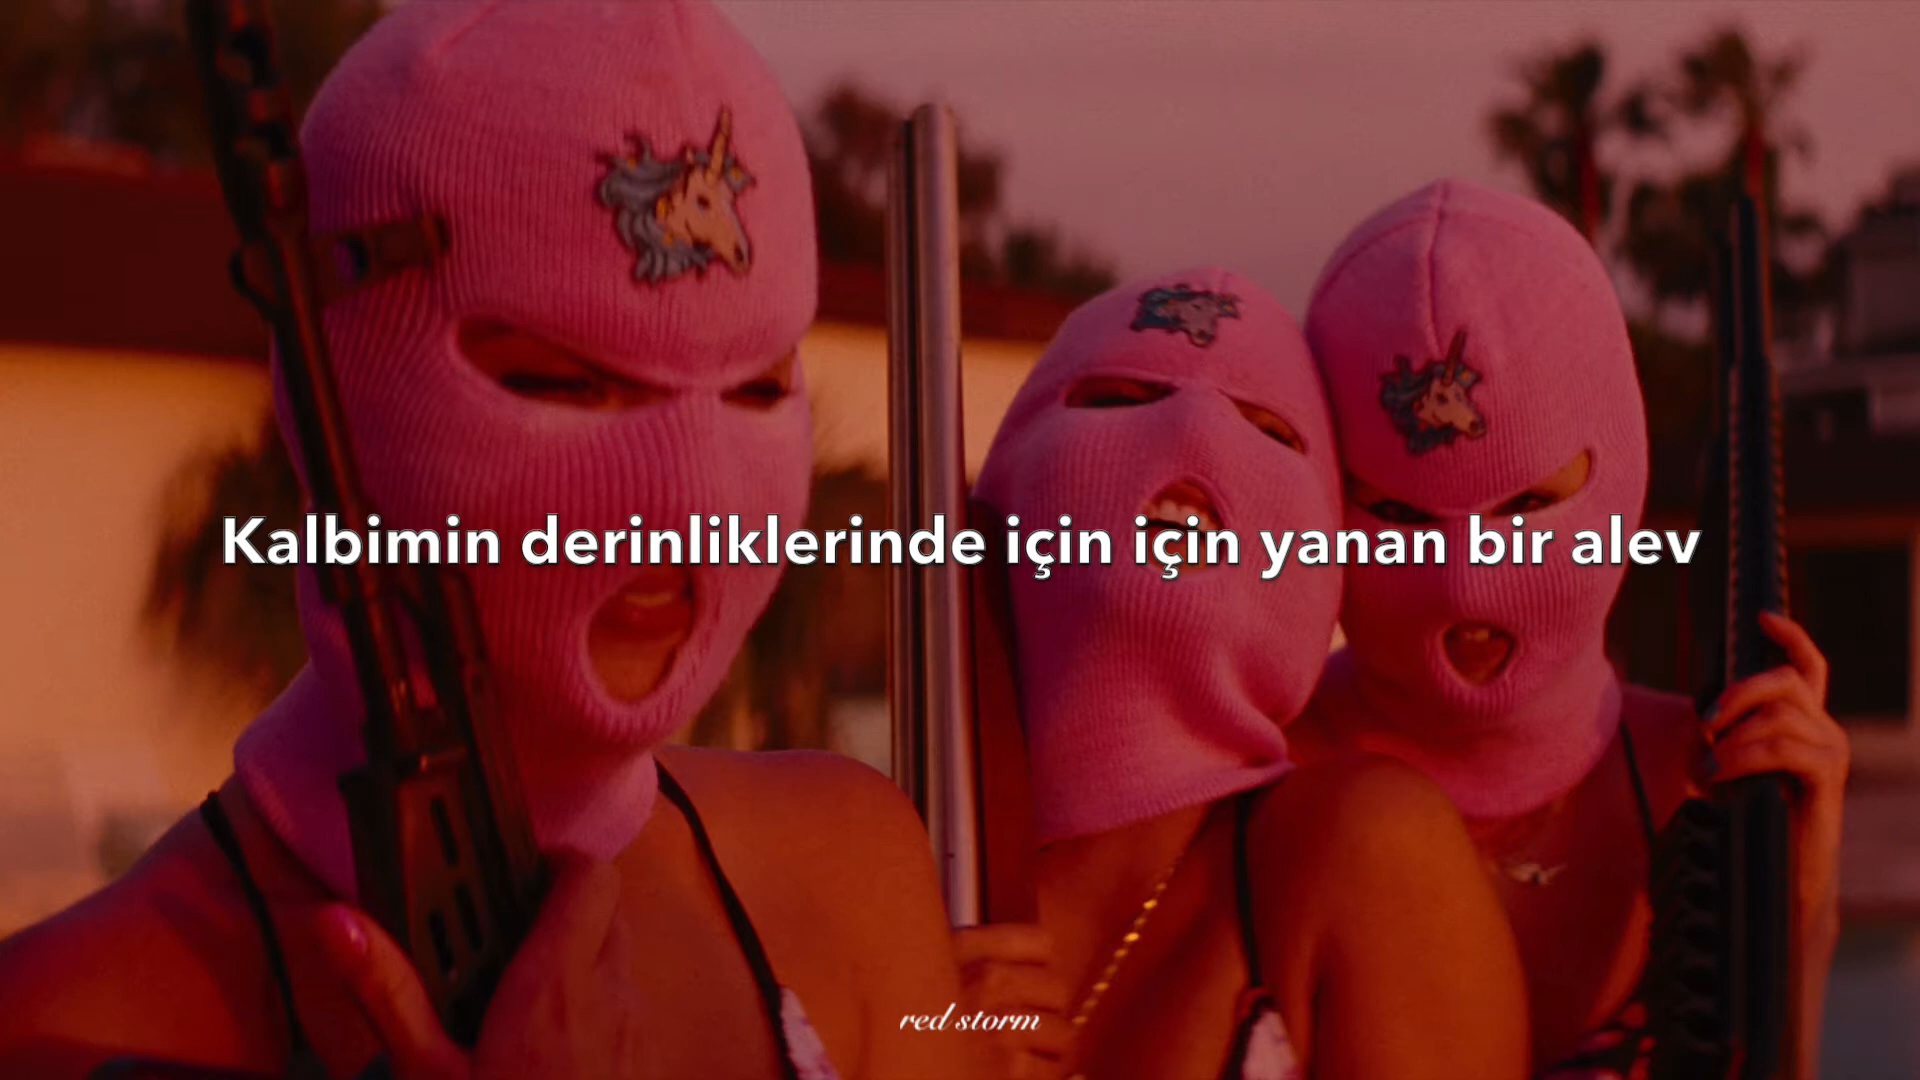 Kalbimin derinliklerinde için için yanan bir alev
red storm